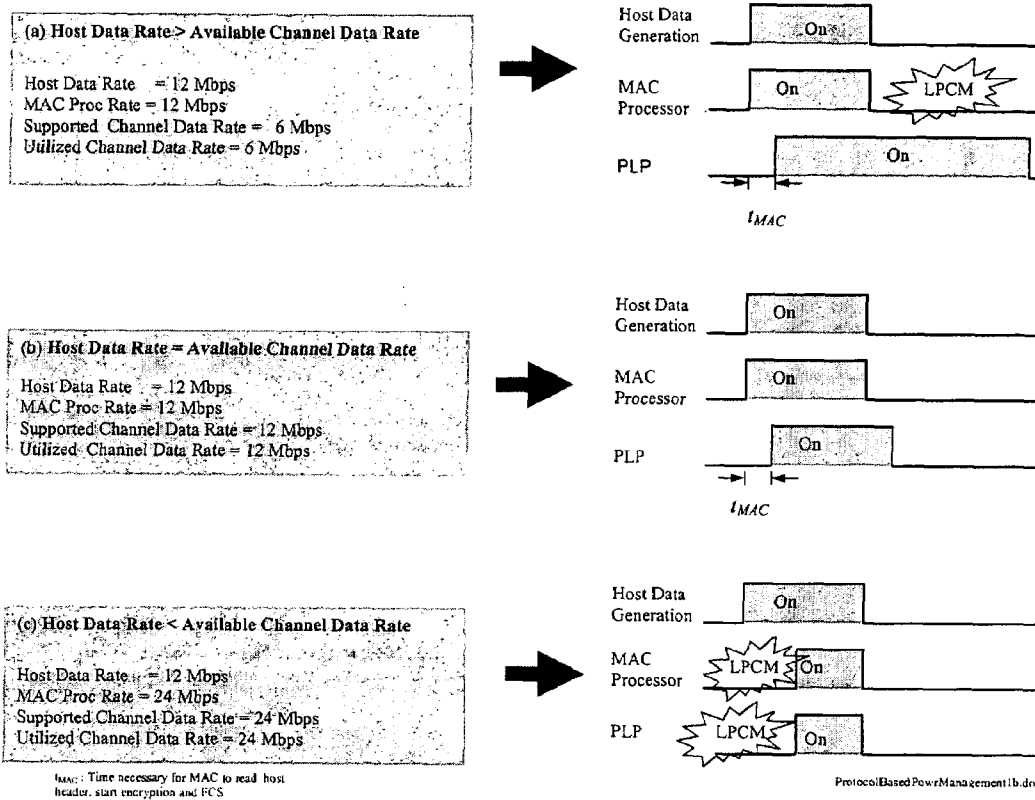 (a) Host Data Rate > Available Channel Data Rate
Host Data Rate = 12 Mbps
MAC Proc Rate = 12 Mbps
Supported Channel Data Rate = 6 Mbps
Utilized Channel Data Rate = 6 Mbps
Host Data
Generation
On
MAC
Processor
On
LPCM
PLP
On
tMAC
(b) Host Data Rate = Available Channel Data Rate
Host Data Rate = 12 Mbps
MAC Proc Rate = 12 Mbps
Supported Channel Data Rate = 12 Mbps
Utilized Channel Data Rate = 12 Mbps
Host Data
Generation
On
MAC
Processor
On
PLP
On
tMAC
(c) Host Data Rate < Available Channel Data Rate
Host Data Rate = 12 Mbps
MAC Proc Rate = 24 Mbps
Supported Channel Data Rate = 24 Mbps
Utilized Channel Data Rate = 24 Mbps
Host Data
Generation
On
MAC
Processor
LPCM
On
PLP
LPCM
On
tMAC : Time necessary for MAC to read host
header, start encryption and FCS
ProtocolBasedPowrManagement1b.do